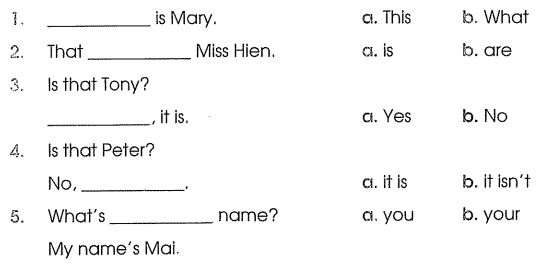 1. __________ is Mary. a. This b. What
2. That __________ Miss Hien. a. is b. are
3. Is that Tony?
__________, it is. a. Yes b. No
4. Is that Peter?
No, __________. a. it is b. it isn't
5. What's __________ name? a. you b. your
My name's Mai.